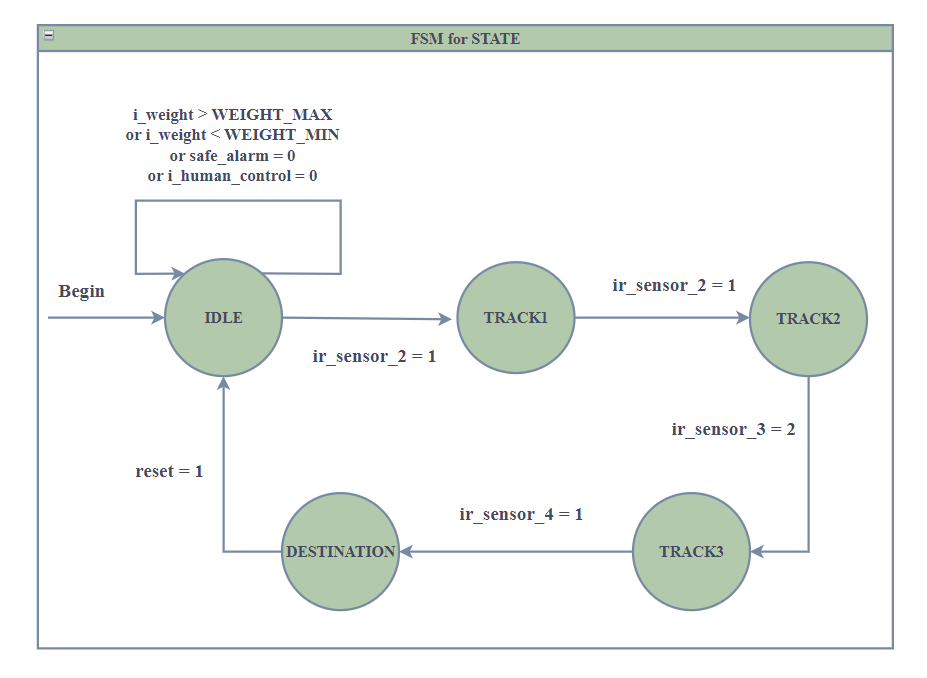 FSM for STATE
i_weight > WEIGHT_MAX
or i_weight < WEIGHT_MIN
or safe_alarm = 0
or i_human_control = 0
Begin
IDLE
ir_sensor_2 = 1
TRACK1
ir_sensor_2 = 1
TRACK2
ir_sensor_3 = 2
TRACK3
ir_sensor_4 = 1
DESTINATION
reset = 1